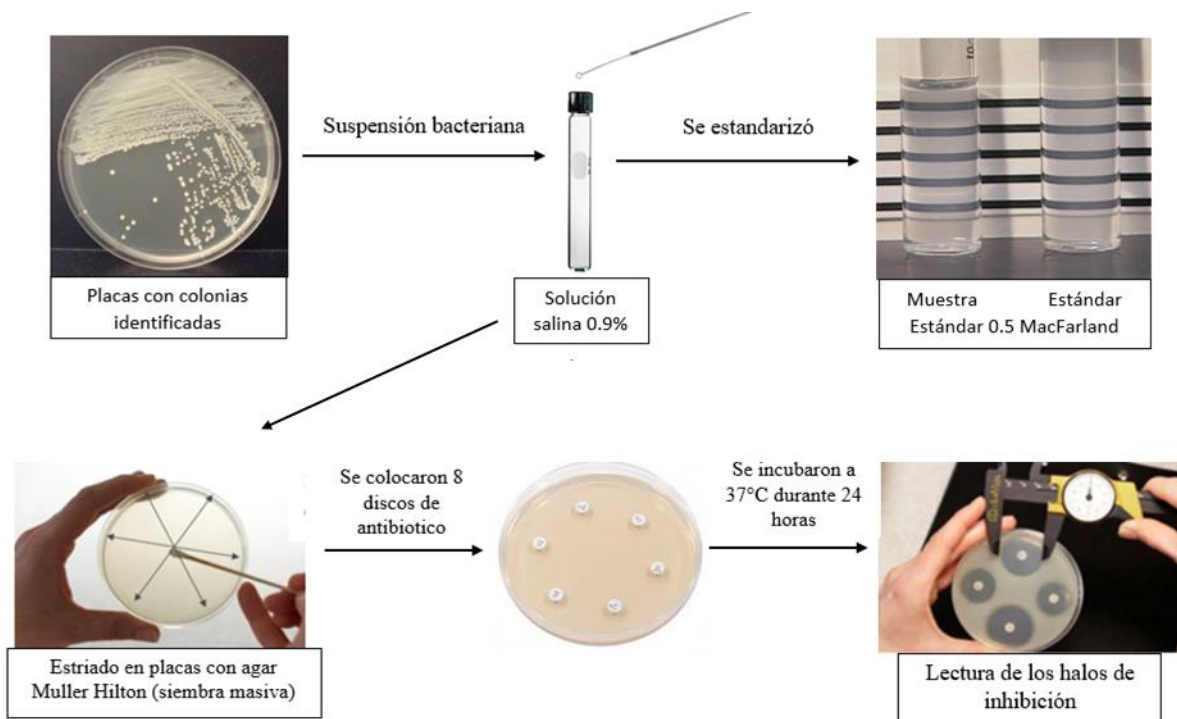 Suspensión bacteriana
Se estandarizó
Placas con colonias
identificadas
Solución
salina 0.9%
Muestra Estándar
Estándar 0.5 MacFarland
Se colocaron 8
discos de
antibiotico
Se incubaron a
37°C durante 24
horas
Estriado en placas con agar
Muller Hilton (siembra masiva)
Lectura de los halos de
inhibición